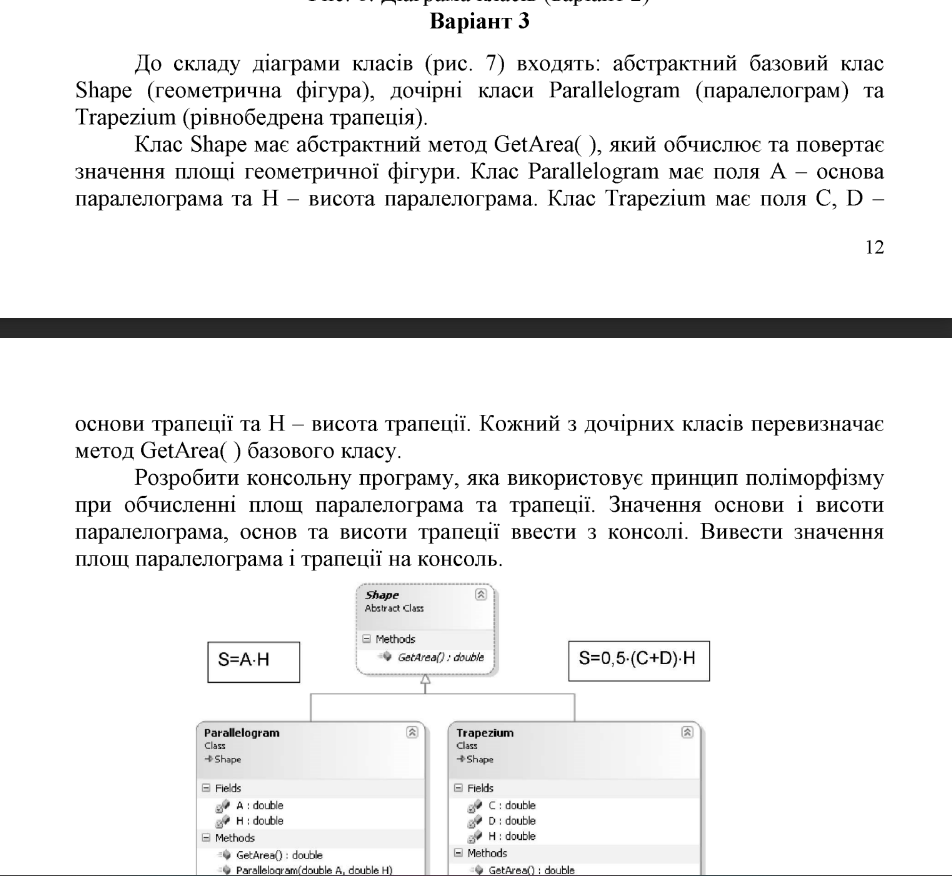 Варіант 3
До складу діаграми класів (рис. 7) входять: абстрактний базовий клас
Shape (геометрична фігура), дочірні класи Parallelogram (паралелограм) та
Trapezium (рівнобедрена трапеція).
Клас Shape має абстрактний метод GetArea( ), який обчислює та повертає
значення площі геометричної фігури. Клас Parallelogram має поля A – основа
паралелограма та H – висота паралелограма. Клас Trapezium має поля C, D –
12
основи трапеції та H – висота трапеції. Кожний з дочірних класів перевизначає
метод GetArea( ) базового класу.
Розробити консольну програму, яка використовує принцип поліморфізму
при обчисленні площ паралелограма та трапеції. Значення основи і висоти
паралелограма, основ та висоти трапеції ввести з консолі. Вивести значення
площ паралелограма і трапеції на консоль.
Shape
Abstract Class
Methods
GetArea() : double
S=A·H
S=0,5·(C+D)·H
Parallelogram
Class
Shape
Fields
A : double
H : double
Methods
GetArea() : double
Parallelogram(double A, double H)
Trapezium
Class
Shape
Fields
C : double
D : double
H : double
Methods
GetArea() : double